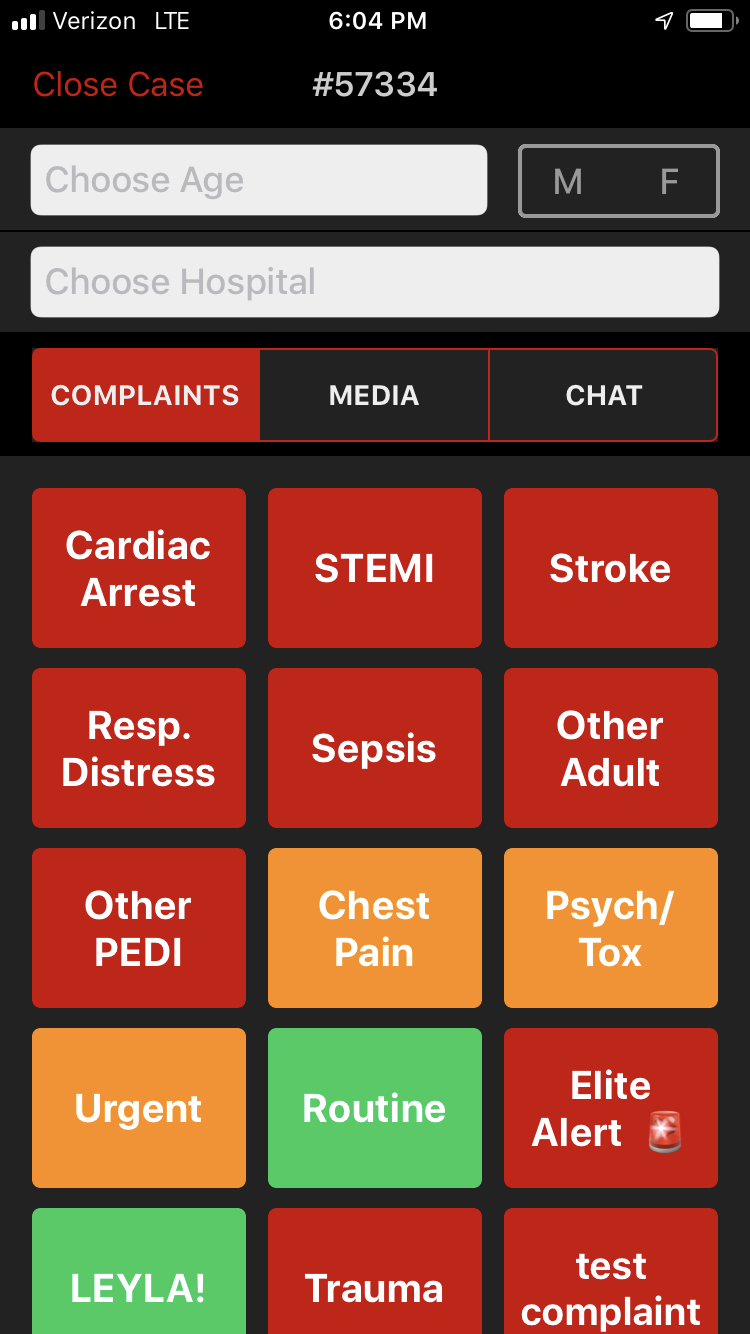 Verizon LTE 6:04 PM
Close Case #57334
Choose Age M F
Choose Hospital
COMPLAINTS MEDIA CHAT
Cardiac
Arrest
STEMI
Stroke
Resp.
Distress
Sepsis
Other
Adult
Other
PEDI
Chest
Pain
Psych/
Tox
Urgent
Routine
Elite
Alert 🚨
LEYLA!
Trauma
test
complaint